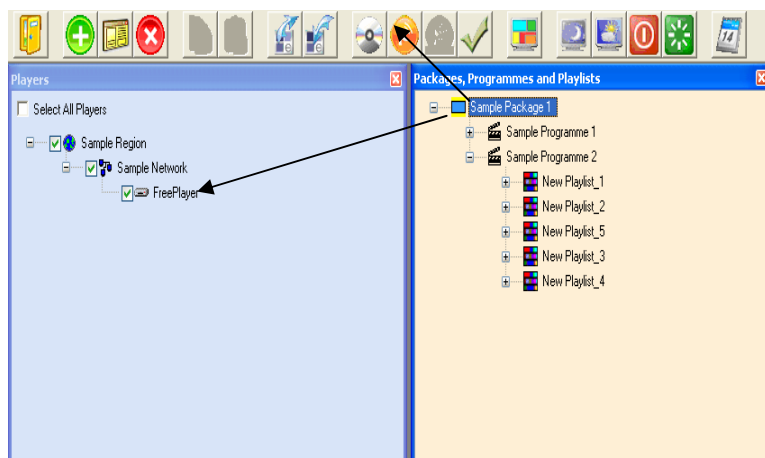 14
Players
Packages, Programmes and Playlists
Select All Players
Sample Region
Sample Network
FreePlayer
Sample Package 1
Sample Programme 1
Sample Programme 2
New Playlist_1
New Playlist_2
New Playlist_5
New Playlist_3
New Playlist_4